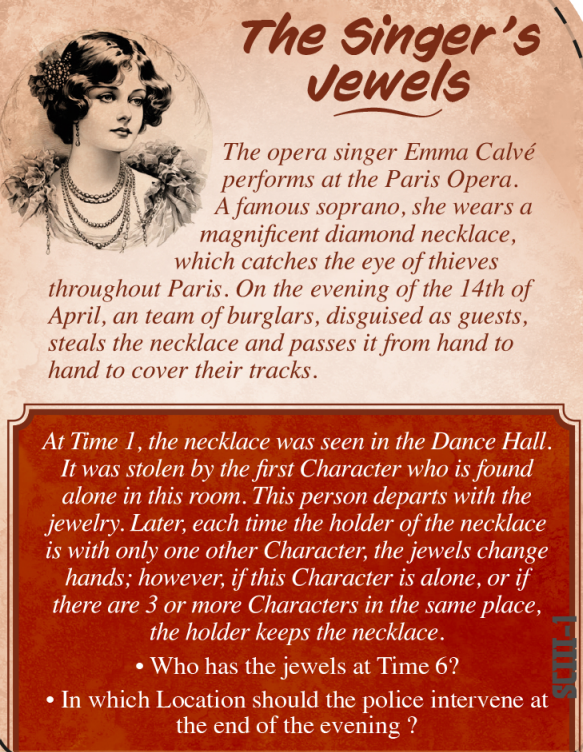 The Singer's
Jewels
The opera singer Emma Calvé
performs at the Paris Opera.
A famous soprano, she wears a
magnificent diamond necklace,
which catches the eye of thieves
throughout Paris. On the evening of the 14th of
April, an team of burglars, disguised as guests,
steals the necklace and passes it from hand to
hand to cover their tracks.
At Time 1, the necklace was seen in the Dance Hall.
It was stolen by the first Character who is found
alone in this room. This person departs with the
jewelry. Later, each time the holder of the necklace
is with only one other Character, the jewels change
hands; however, if this Character is alone, or if
there are 3 or more Characters in the same place,
the holder keeps the necklace.
• Who has the jewels at Time 6?
• In which Location should the police intervene at
the end of the evening ?